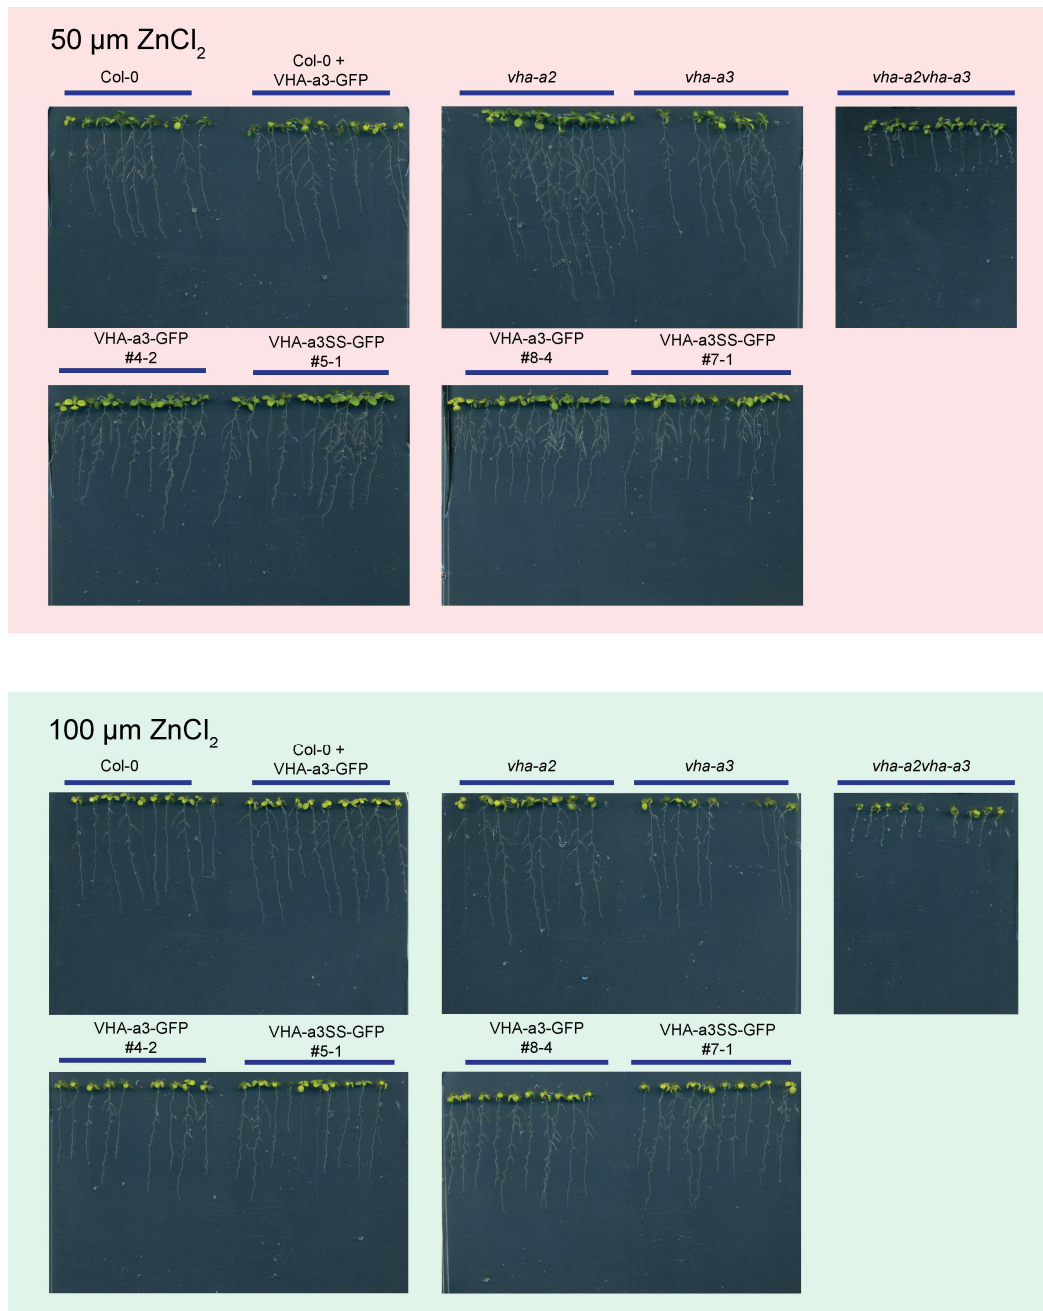 50 µm ZnCl₂
Col-0
Col-0 +
VHA-a3-GFP
vha-a2
vha-a3
vha-a2vha-a3
VHA-a3-GFP
#4-2
VHA-a3SS-GFP
#5-1
VHA-a3-GFP
#8-4
VHA-a3SS-GFP
#7-1
100 µm ZnCl₂
Col-0
Col-0 +
VHA-a3-GFP
vha-a2
vha-a3
vha-a2vha-a3
VHA-a3-GFP
#4-2
VHA-a3SS-GFP
#5-1
VHA-a3-GFP
#8-4
VHA-a3SS-GFP
#7-1